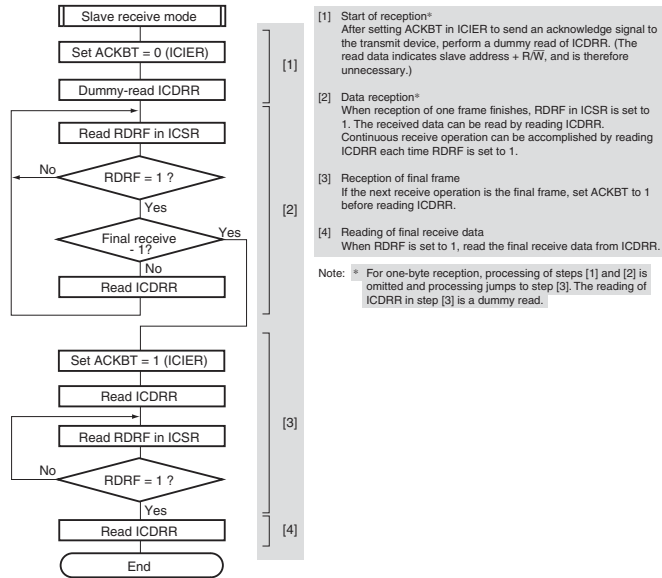 Slave receive mode
Set ACKBT = 0 (ICIER)
Dummy-read ICDRR
[1]
Read RDRF in ICSR
No
RDRF = 1 ?
Yes
[2]
Final receive
- 1?
Yes
No
Read ICDRR
Set ACKBT = 1 (ICIER)
Read ICDRR
[3]
Read RDRF in ICSR
No
RDRF = 1 ?
Yes
Read ICDRR
[4]
End
[1] Start of reception*
After setting ACKBT in ICIER to send an acknowledge signal to
the transmit device, perform a dummy read of ICDRR. (The
read data indicates slave address + R/W̅, and is therefore
unnecessary.)
[2] Data reception*
When reception of one frame finishes, RDRF in ICSR is set to
1. The received data can be read by reading ICDRR.
Continuous receive operation can be accomplished by reading
ICDRR each time RDRF is set to 1.
[3] Reception of final frame
If the next receive operation is the final frame, set ACKBT to 1
before reading ICDRR.
[4] Reading of final receive data
When RDRF is set to 1, read the final receive data from ICDRR.
Note: * For one-byte reception, processing of steps [1] and [2] is
omitted and processing jumps to step [3]. The reading of
ICDRR in step [3] is a dummy read.